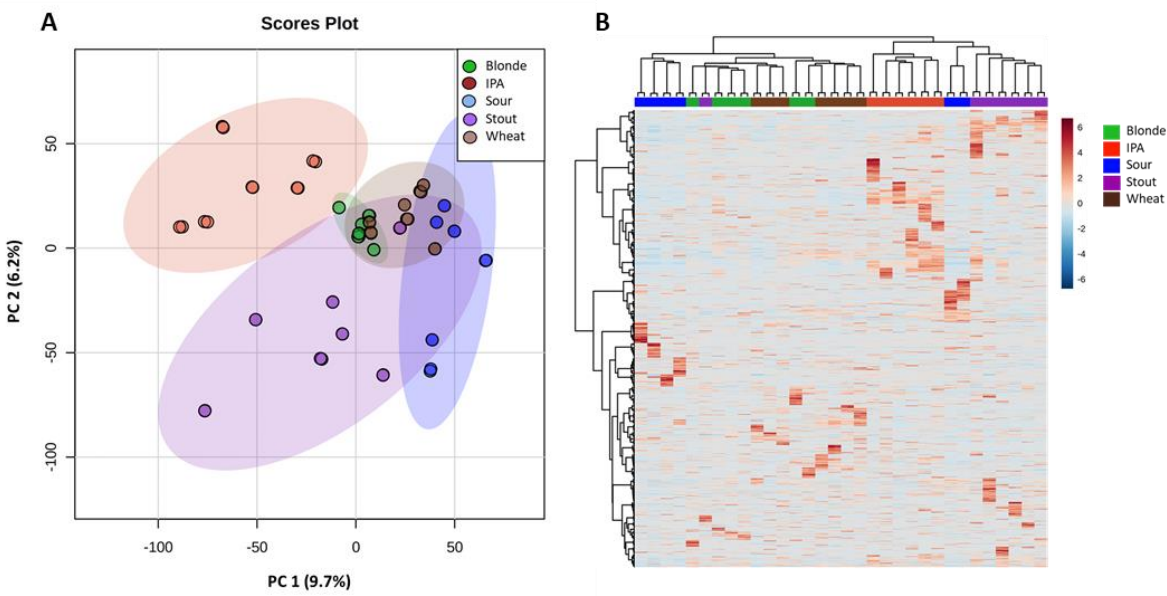 A
Scores Plot
Blonde
IPA
Sour
Stout
Wheat
50
0
-50
-100
PC 2 (6.2%)
-100
-50
0
50
PC 1 (9.7%)
B
6
4
2
0
-2
-4
-6
Blonde
IPA
Sour
Stout
Wheat